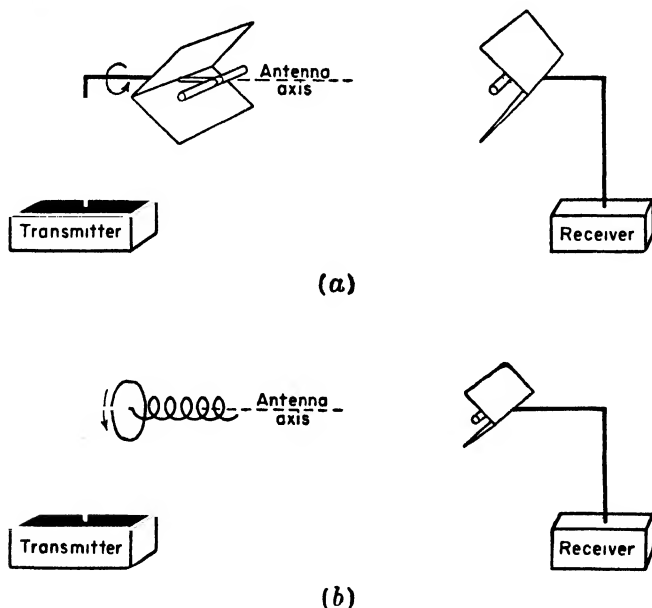 Antenna
axis
Transmitter
Receiver
(a)
Antenna
axis
Transmitter
Receiver
(b)